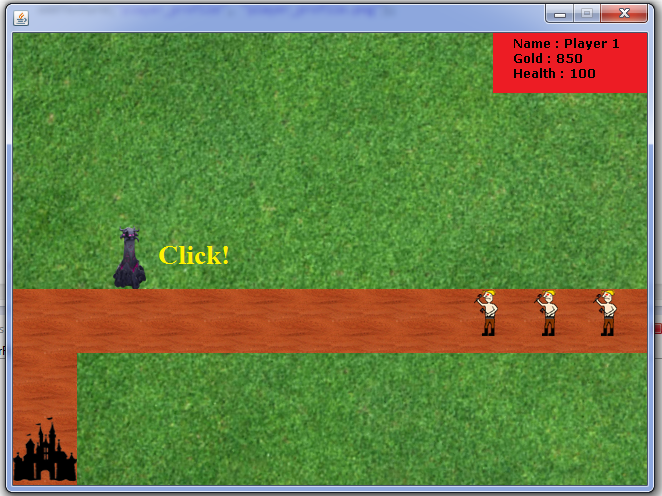 Name : Player 1
Gold : 850
Health : 100
Click!